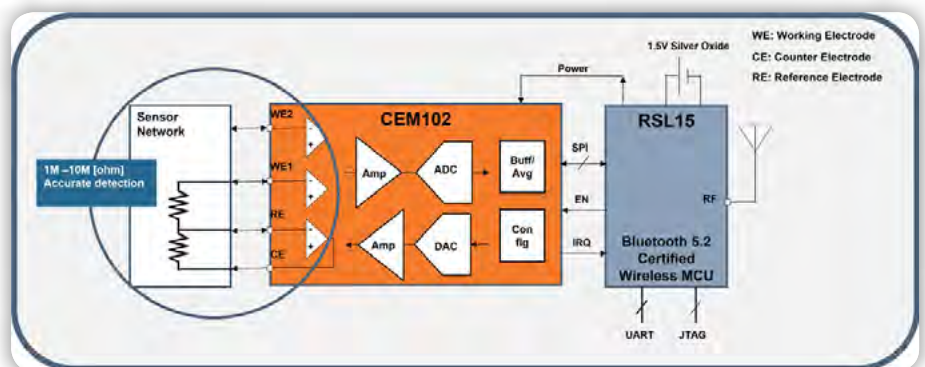 WE: Working Electrode
CE: Counter Electrode
RE: Reference Electrode
1.5V Silver Oxide
Power
Sensor
Network
WE2
CEM102
RSL15
1M –10M [ohm]
Accurate detection
WE1
Amp
ADC
Buff/
Avg
SPI
EN
RF
RE
CE
Amp
DAC
Con
fig
IRQ
Bluetooth 5.2
Certified
Wireless MCU
UART
JTAG